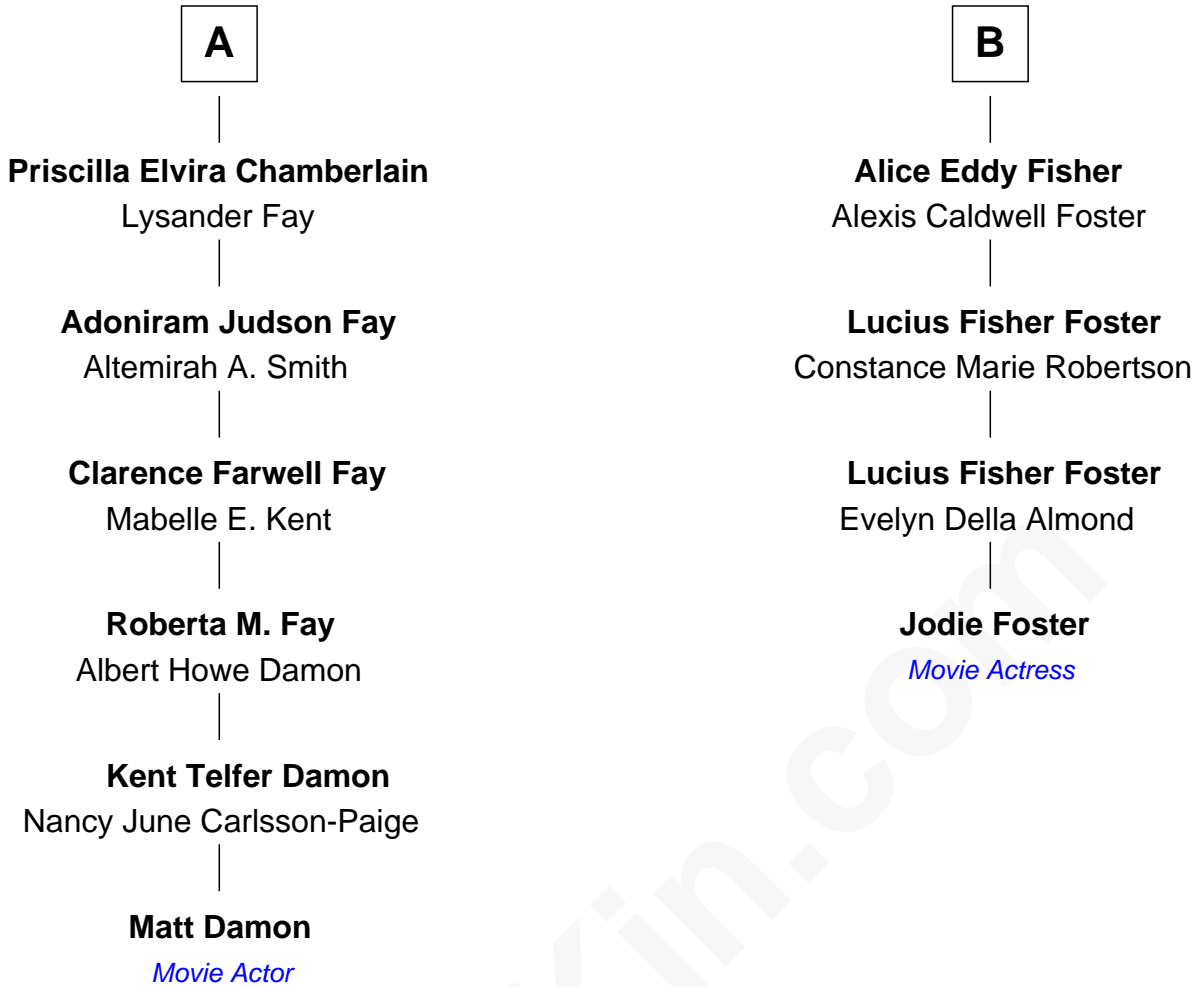 A
Priscilla Elvira Chamberlain
Lysander Fay
Adoniram Judson Fay
Altemirah A. Smith
Clarence Farwell Fay
Mabelle E. Kent
Roberta M. Fay
Albert Howe Damon
Kent Telfer Damon
Nancy June Carlsson-Paige
Matt Damon
Movie Actor
B
Alice Eddy Fisher
Alexis Caldwell Foster
Lucius Fisher Foster
Constance Marie Robertson
Lucius Fisher Foster
Evelyn Della Almond
Jodie Foster
Movie Actress
Kin.com